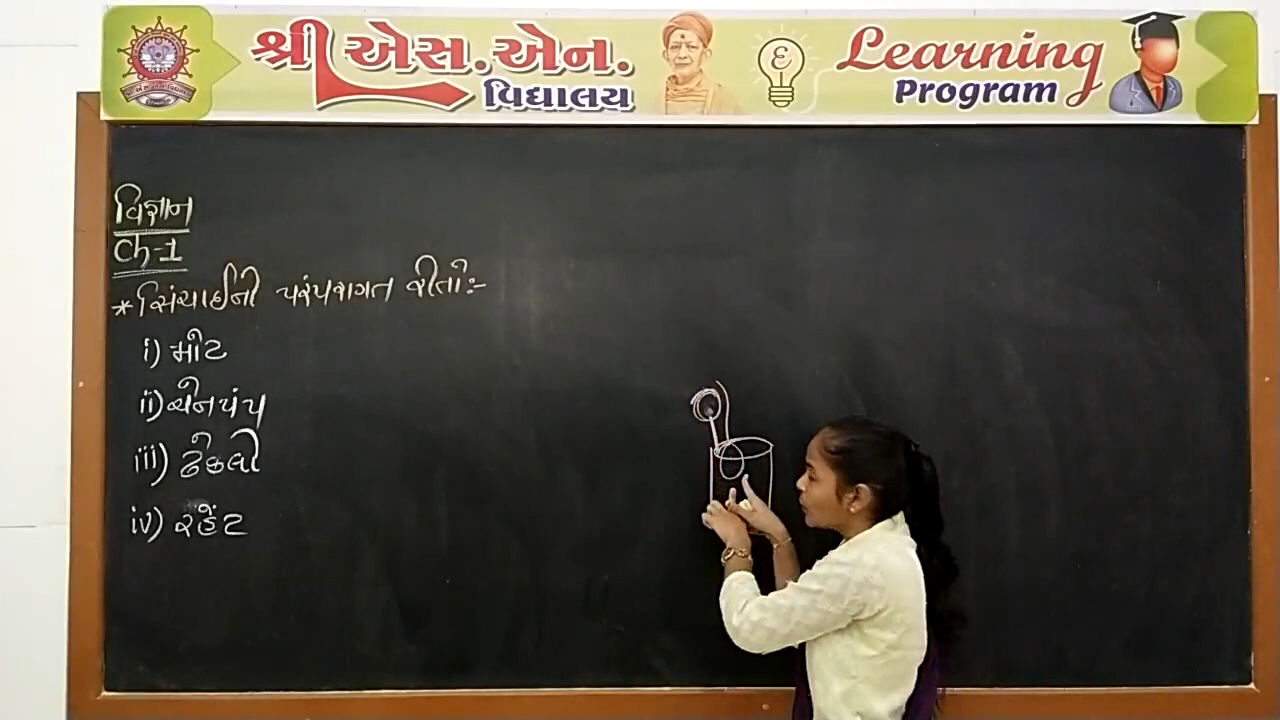 શ્રી એસ. એન.
વિદ્યાલય
Learning
Program
વિજ્ઞાન
Ch-1
* સિંચાઈની પરંપરાગત રીતો:-
i) મોટ
ii) ચેનપંપ
iii) ઢેકલી
iv) રહેંટ